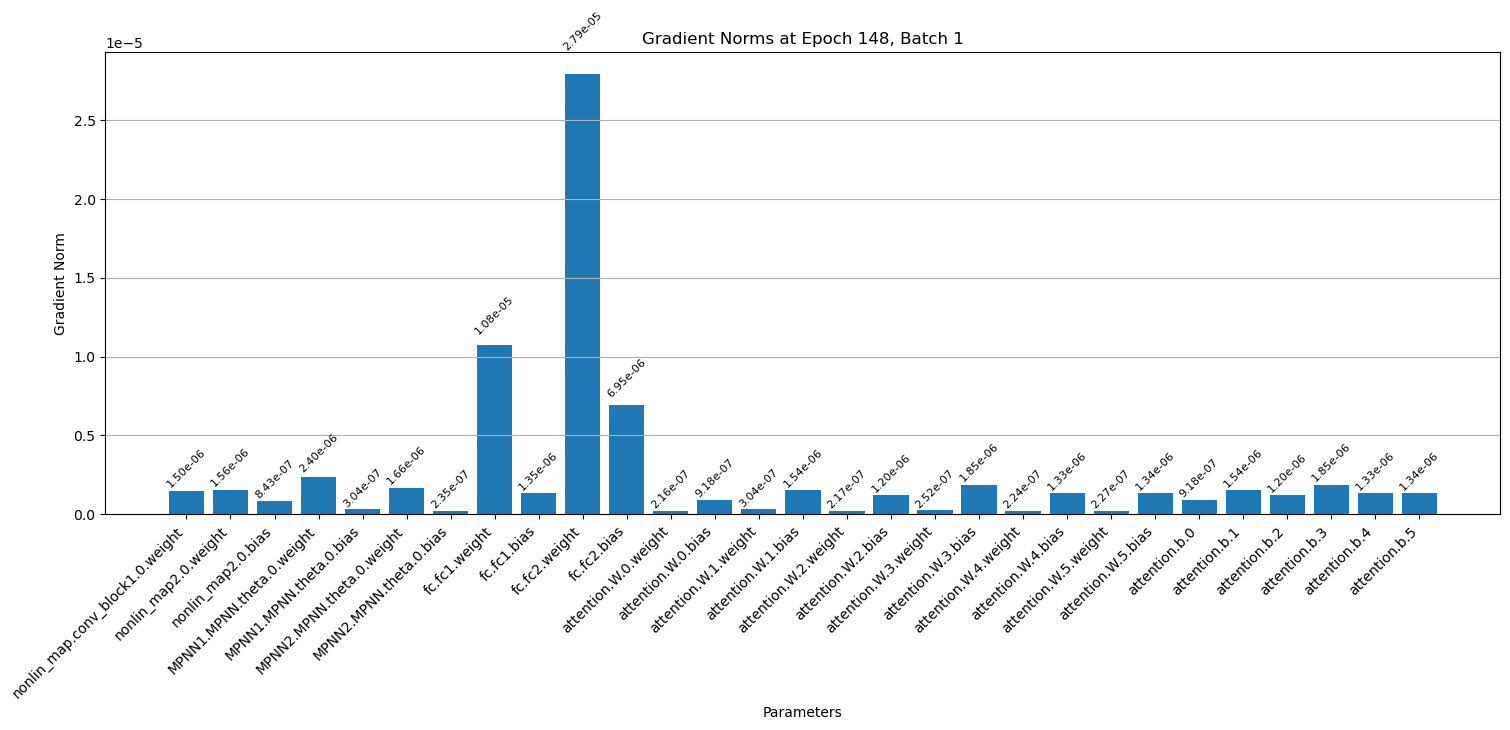 Gradient Norms at Epoch 148, Batch 1
1e−5
2.5
2.0
1.5
1.0
0.5
0.0
Gradient Norm
1.50e-06
1.56e-06
8.43e-07
2.40e-06
3.04e-07
1.66e-06
2.35e-07
1.08e-05
1.35e-06
2.79e-05
6.95e-06
2.16e-07
9.18e-07
3.04e-07
1.54e-06
2.17e-07
1.20e-06
2.52e-07
1.85e-06
2.24e-07
1.33e-06
2.27e-07
1.34e-06
9.18e-07
1.54e-06
1.20e-06
1.85e-06
1.33e-06
1.34e-06
nonlin_map.conv_block1.0.weight
nonlin_map2.0.weight
nonlin_map2.0.bias
MPNN1.MPNN.theta.0.weight
MPNN1.MPNN.theta.0.bias
MPNN2.MPNN.theta.0.weight
MPNN2.MPNN.theta.0.bias
fc.fc1.weight
fc.fc1.bias
fc.fc2.weight
fc.fc2.bias
attention.W.0.weight
attention.W.0.bias
attention.W.1.weight
attention.W.1.bias
attention.W.2.weight
attention.W.2.bias
attention.W.3.weight
attention.W.3.bias
attention.W.4.weight
attention.W.4.bias
attention.W.5.weight
attention.W.5.bias
attention.b.0
attention.b.1
attention.b.2
attention.b.3
attention.b.4
attention.b.5
Parameters